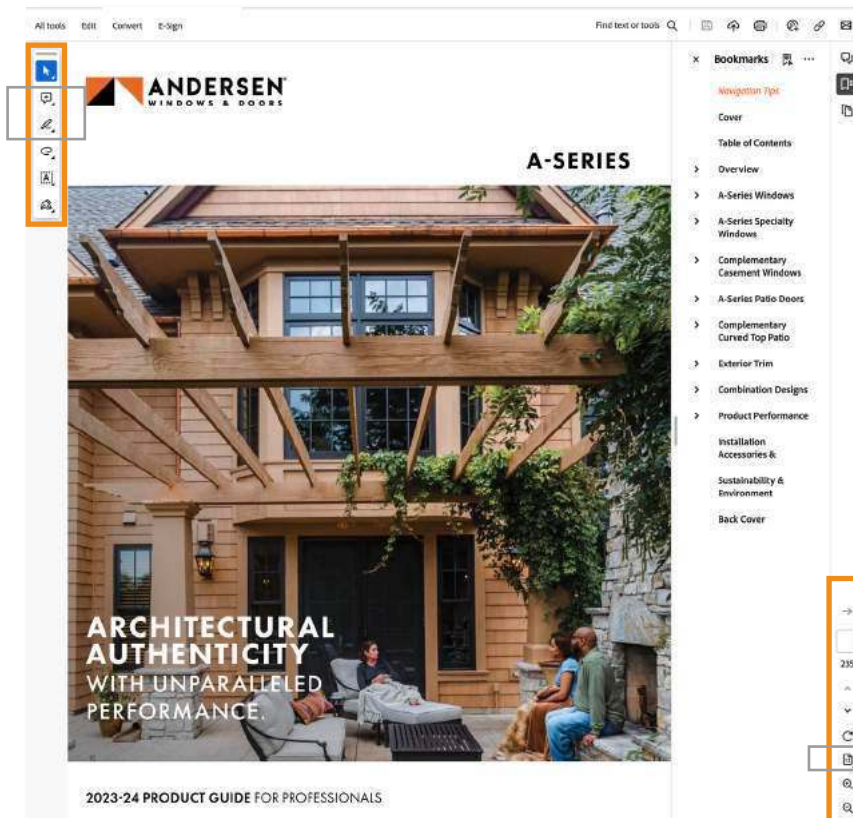 All tools Edit Convert E-Sign
Find text or tools
ANDERSEN
WINDOWS & DOORS
A-SERIES
ARCHITECTURAL
AUTHENTICITY
WITH UNPARALLELED
PERFORMANCE.
2023-24 PRODUCT GUIDE FOR PROFESSIONALS
Bookmarks
Navigation Tips
Cover
Table of Contents
Overview
A-Series Windows
A-Series Specialty
Windows
Complementary
Casement Windows
A-Series Patio Doors
Complementary
Curved Top Patio
Exterior Trim
Combination Designs
Product Performance
Installation
Accessories &
Sustainability &
Environment
Back Cover
235